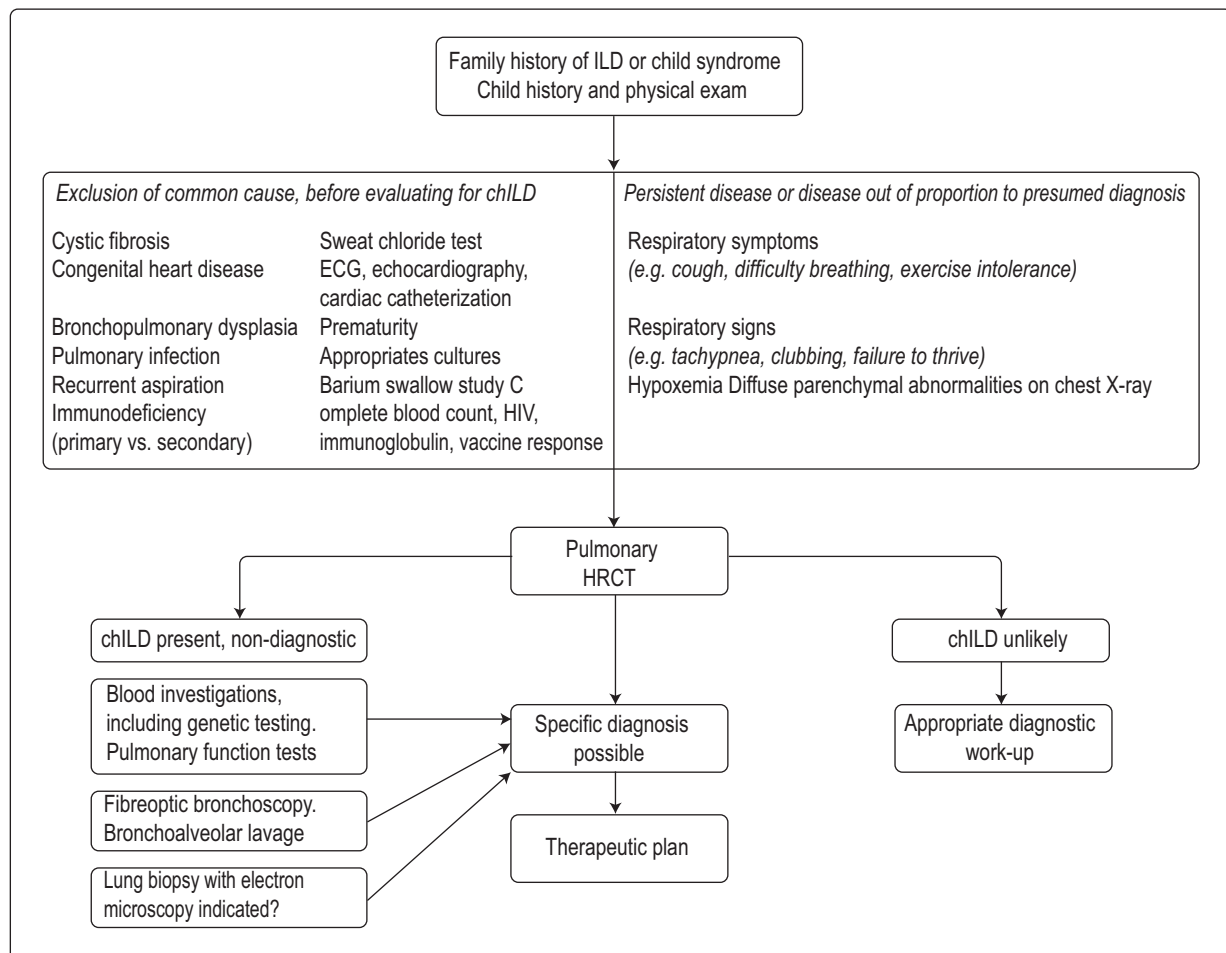 Family history of ILD or child syndrome
Child history and physical exam
Exclusion of common cause, before evaluating for chILD
Cystic fibrosis Sweat chloride test
Congenital heart disease ECG, echocardiography,
cardiac catheterization
Bronchopulmonary dysplasia Prematurity
Pulmonary infection Appropriates cultures
Recurrent aspiration Barium swallow study C
Immunodeficiency omplete blood count, HIV,
(primary vs. secondary) immunoglobulin, vaccine response
Persistent disease or disease out of proportion to presumed diagnosis
Respiratory symptoms
(e.g. cough, difficulty breathing, exercise intolerance)
Respiratory signs
(e.g. tachypnea, clubbing, failure to thrive)
Hypoxemia Diffuse parenchymal abnormalities on chest X-ray
Pulmonary
HRCT
chILD present, non-diagnostic
Blood investigations,
including genetic testing.
Pulmonary function tests
Fibreoptic bronchoscopy.
Bronchoalveolar lavage
Lung biopsy with electron
microscopy indicated?
Specific diagnosis
possible
Therapeutic plan
chILD unlikely
Appropriate diagnostic
work-up